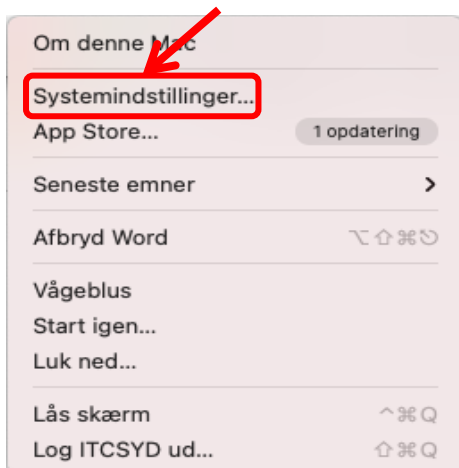 Om denne Mac
Systemindstillinger...
App Store... 1 opdatering
Seneste emner >
Afbryd Word ⌥⇧⌘⎋
Vågeblus
Start igen...
Luk ned...
Lås skærm ^⌘Q
Log ITCSYD ud... ⇧⌘Q